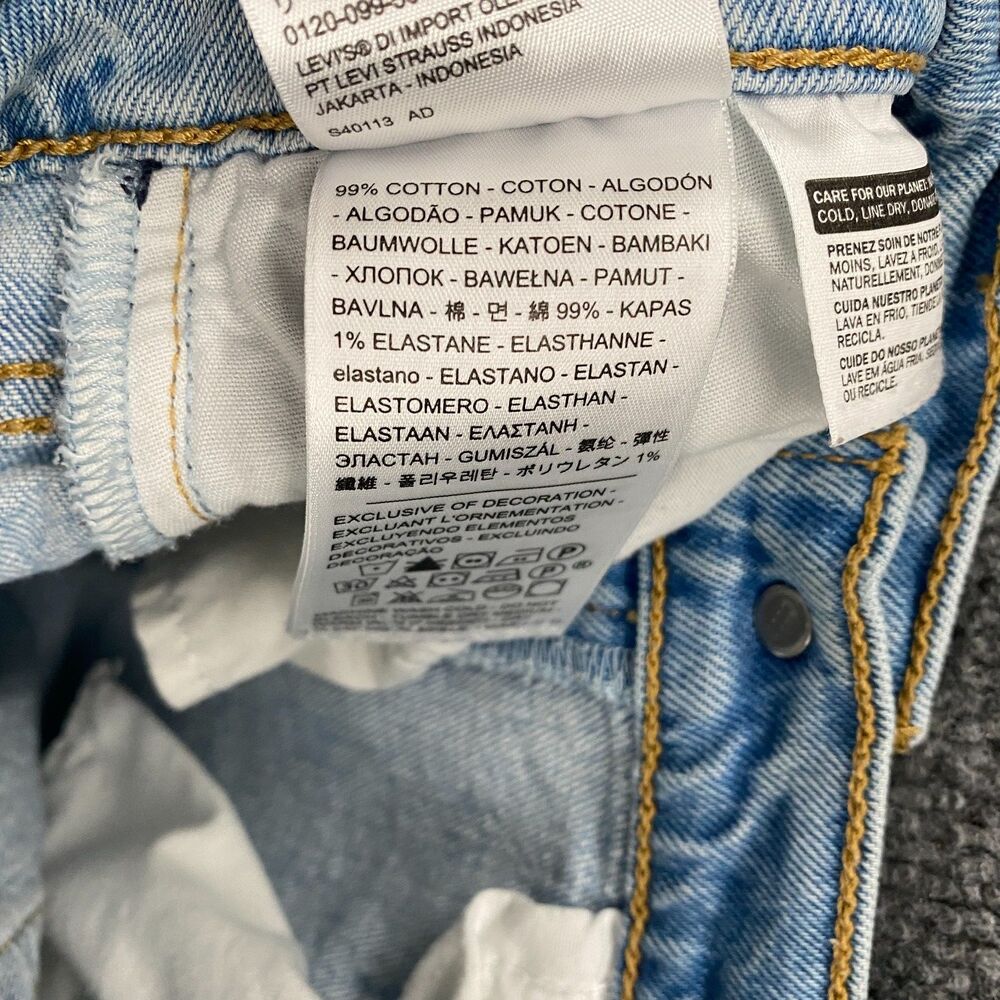 0120-099-5
LEVI'S® DI IMPORT OLEH
PT LEVI STRAUSS INDONESIA
JAKARTA - INDONESIA
S40113 AD
99% COTTON - COTON - ALGODÓN
- ALGODÃO - PAMUK - COTONE -
BAUMWOLLE - KATOEN - BAMBAKI
- ХЛОПОК - BAWEŁNA - PAMUT -
BAVLNA - 棉 - 면 - 綿 99% - KAPAS
1% ELASTANE - ELASTHANNE -
elastano - ELASTANO - ELASTAN -
ELASTOMERO - ELASTHAN -
ELASTAAN - ΕΛΑΣΤΑΝΗ -
ЭЛАСТАН - GUMISZÁL - 氨纶 - 彈性
纖維 - 폴리우레탄 - ポリウレタン 1%
EXCLUSIVE OF DECORATION -
EXCLUANT L'ORNEMENTATION -
EXCLUYENDO ELEMENTOS
DECORATIVOS - EXCLUINDO
DECORAÇÃO
CARE FOR OUR PLANET:
COLD, LINE DRY,
PRENEZ SOIN DE NOTRE
MOINS, LAVEZ A FROID,
NATURELLEMENT,
CUIDA NUESTRO
LAVA EN FRIO,
RECICLA.
CUIDE DO NOSSO
LAVE EM ÁGUA FRIA,
OU RECICLE.